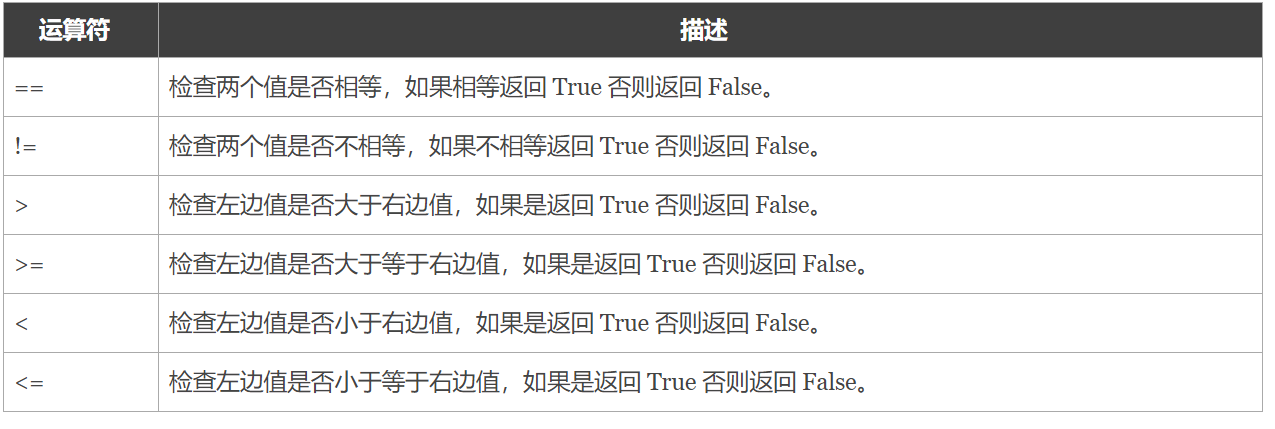 运算符 描述
== 检查两个值是否相等，如果相等返回 True 否则返回 False。
!= 检查两个值是否不相等，如果不相等返回 True 否则返回 False。
> 检查左边值是否大于右边值，如果是返回 True 否则返回 False。
>= 检查左边值是否大于等于右边值，如果是返回 True 否则返回 False。
< 检查左边值是否小于右边值，如果是返回 True 否则返回 False。
<= 检查左边值是否小于等于右边值，如果是返回 True 否则返回 False。